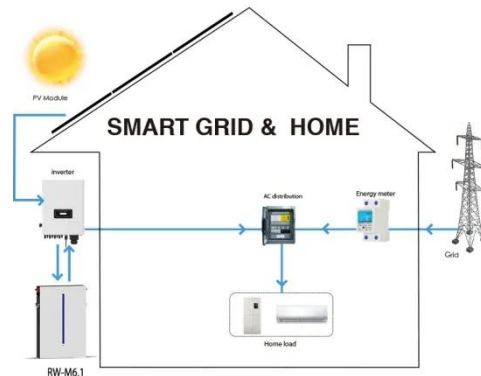 PV Module
SMART GRID & HOME
inverter
AC distribution
Energy meter
Grid
Home load
RW-M6.1